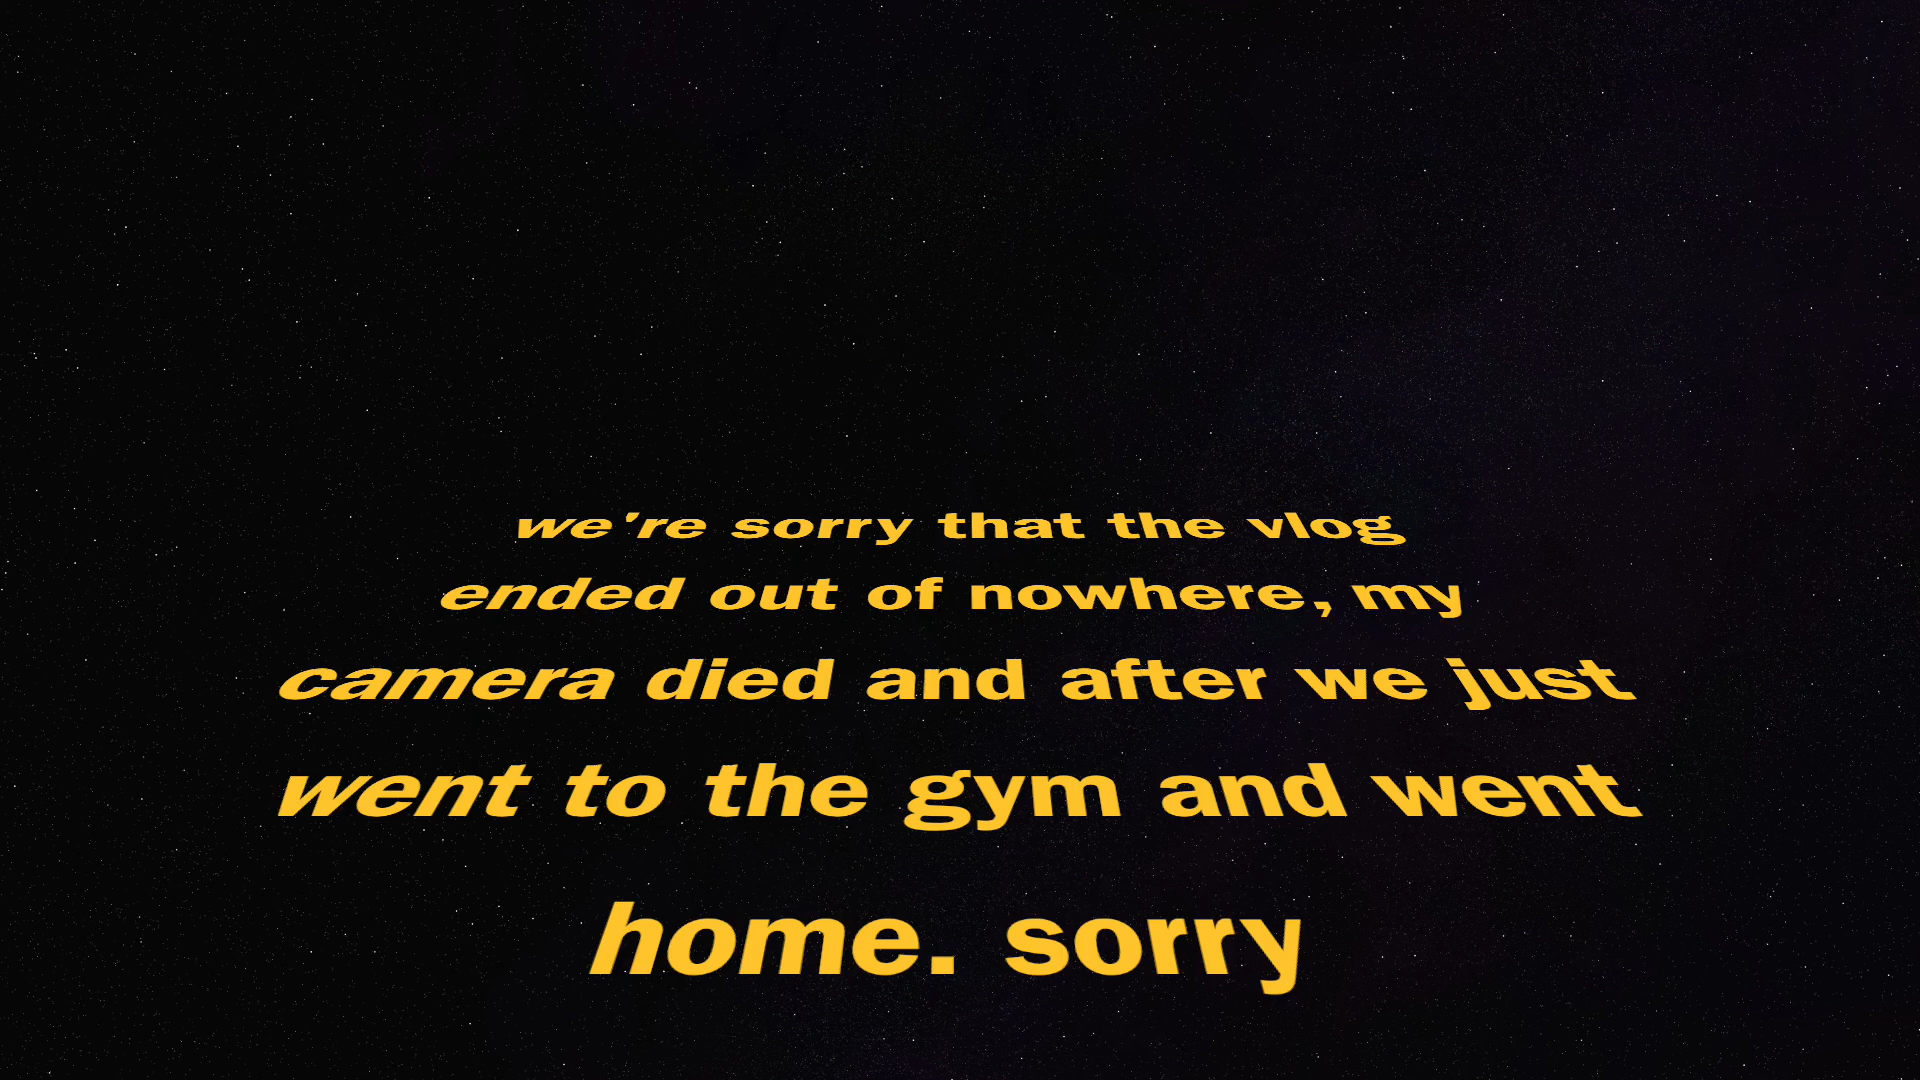 we're sorry that the vlog
ended out of nowhere, my
camera died and after we just
went to the gym and went
home. sorry